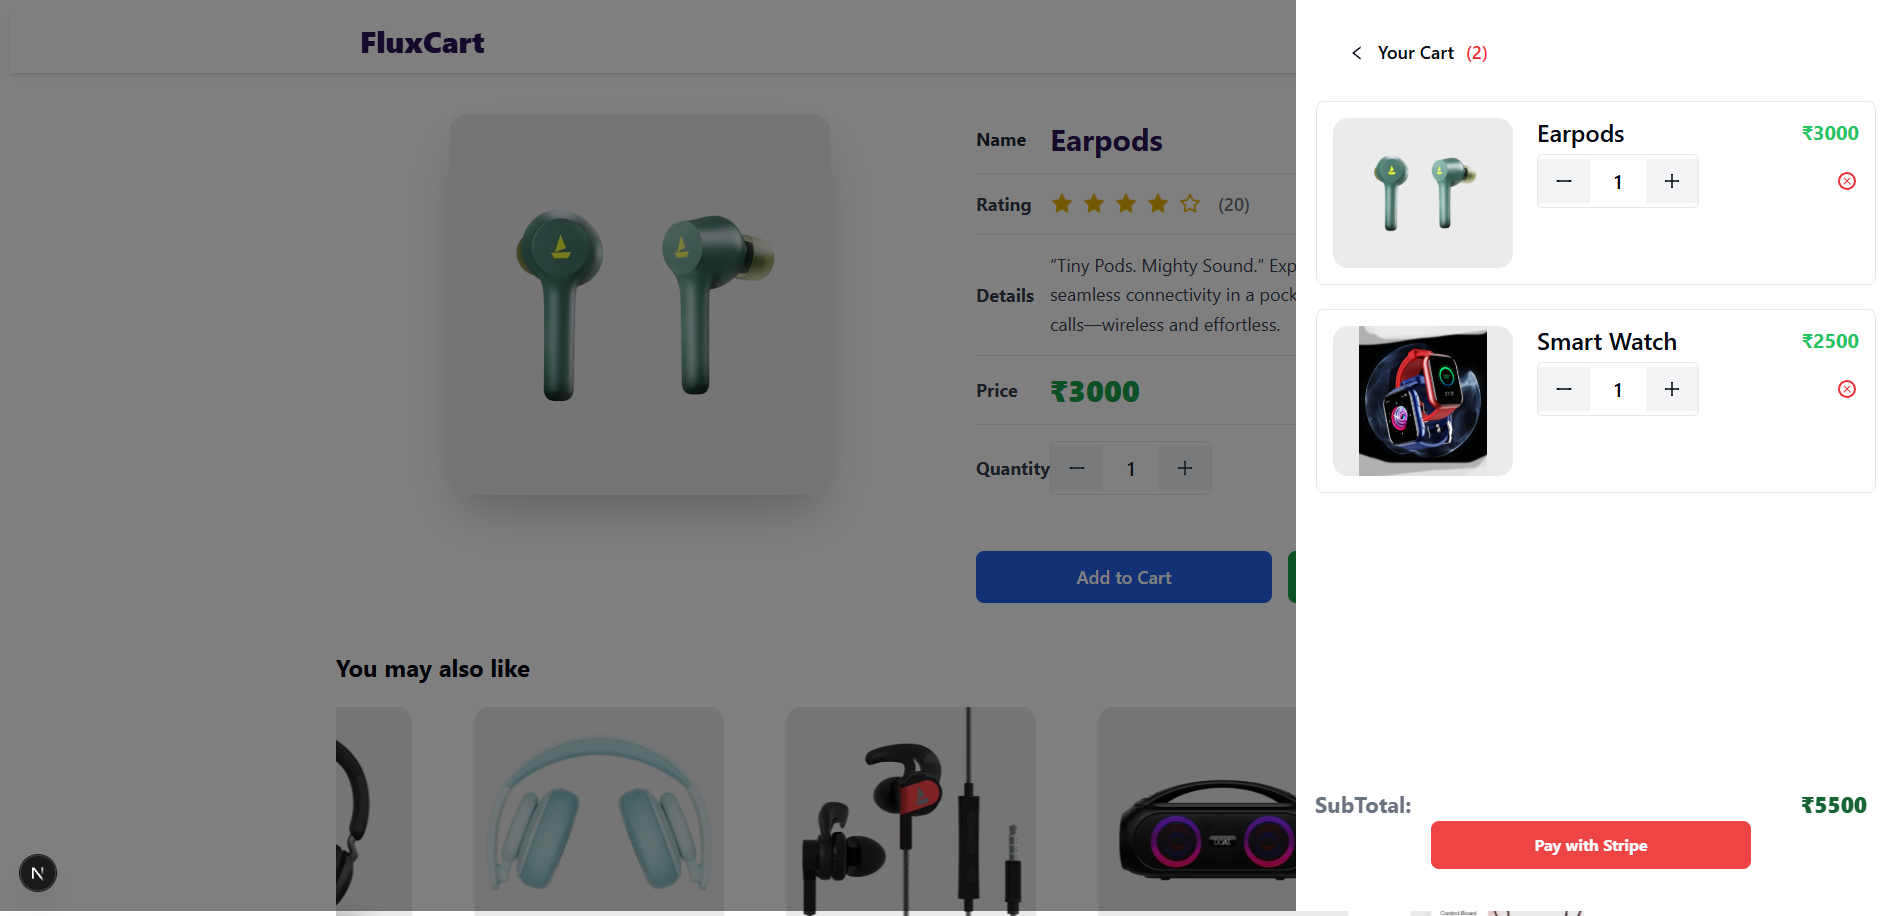 FluxCart
Name Earpods
Rating (20)
Details
“Tiny Pods. Mighty Sound.” Exp
seamless connectivity in a pock
calls—wireless and effortless.
Price ₹3000
Quantity − 1 +
Add to Cart
You may also like
N
Your Cart (2)
Earpods ₹3000
− 1 +
Smart Watch ₹2500
− 1 +
SubTotal: ₹5500
Pay with Stripe
Control Board